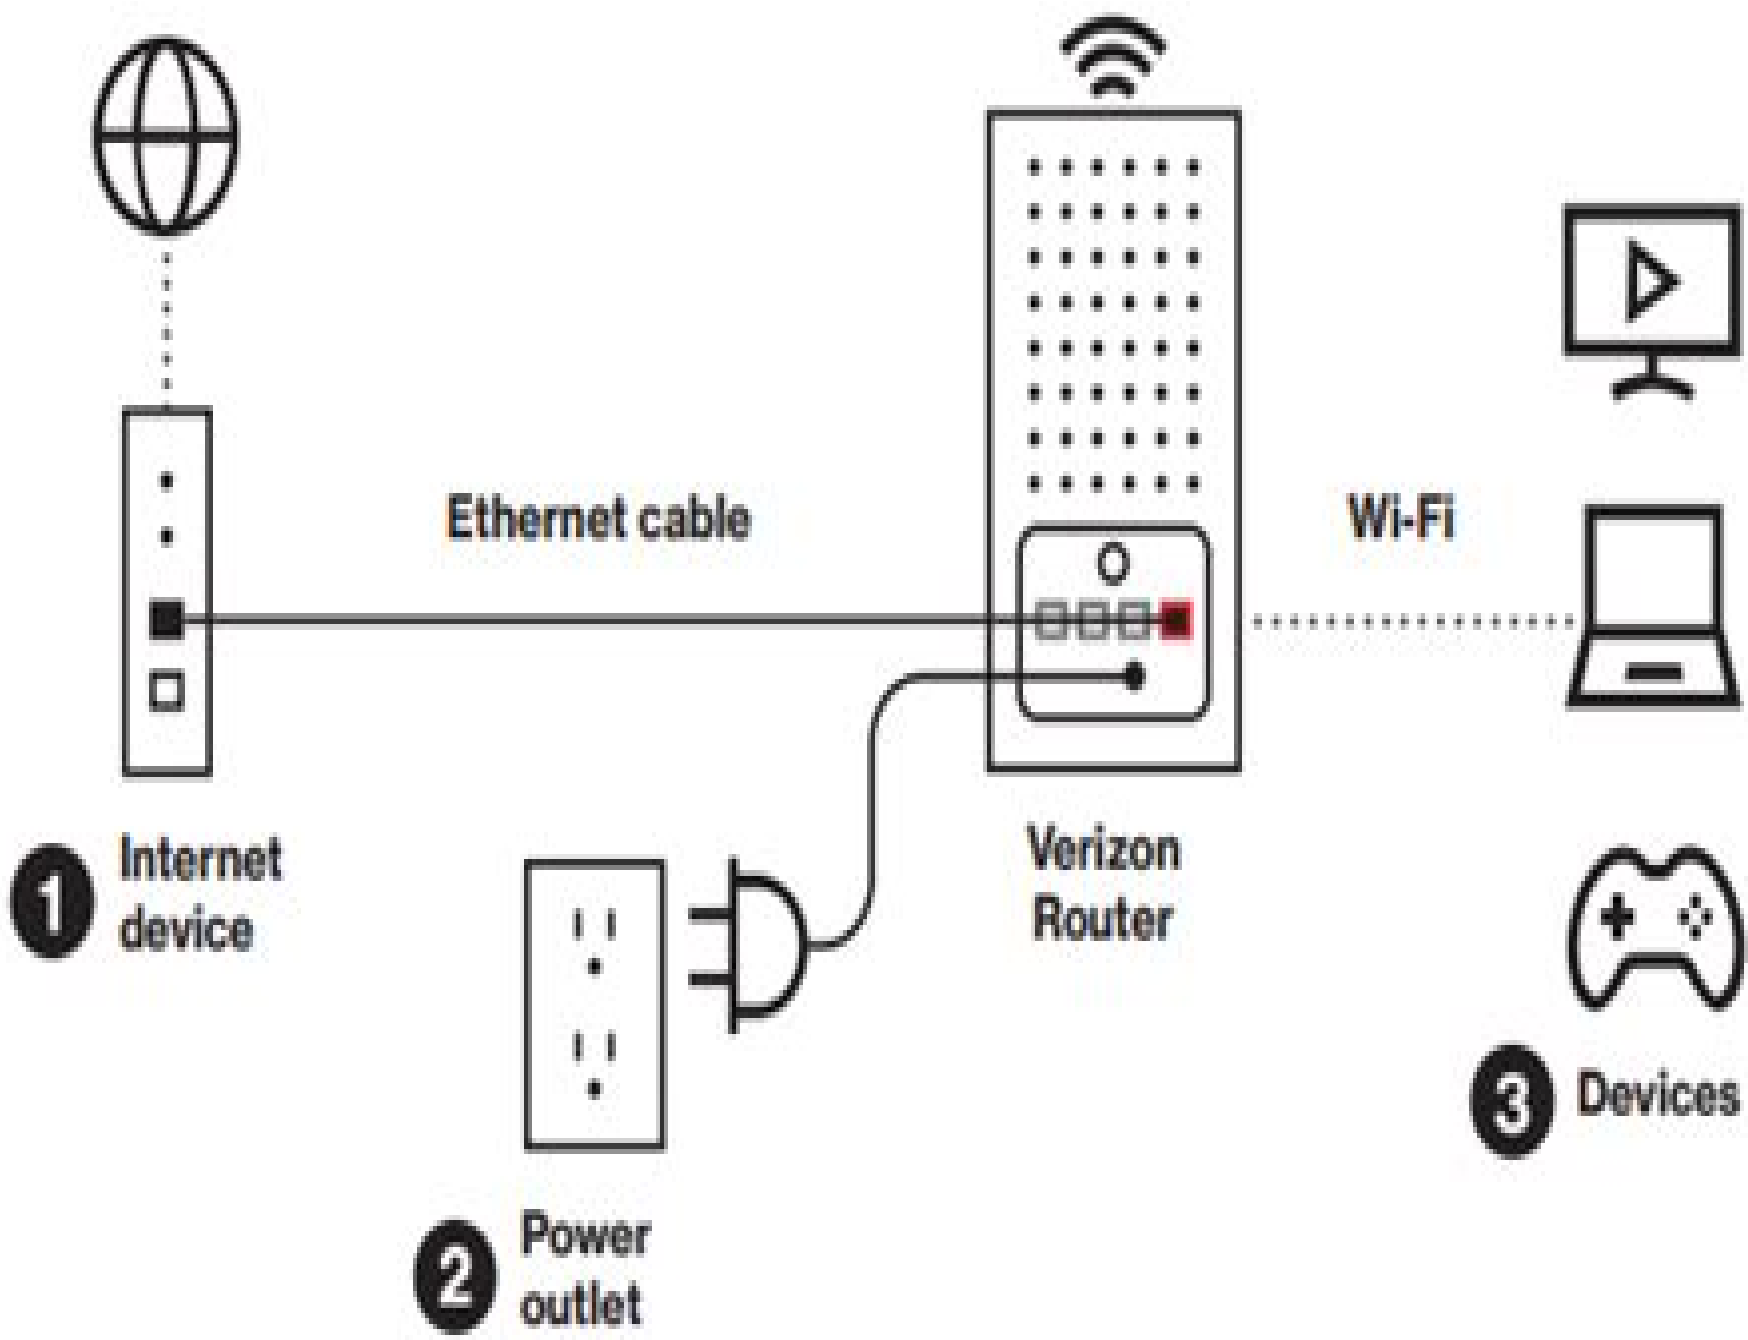 Ethernet cable
Wi-Fi
1
Internet
device
Verizon
Router
2
Power
outlet
3
Devices